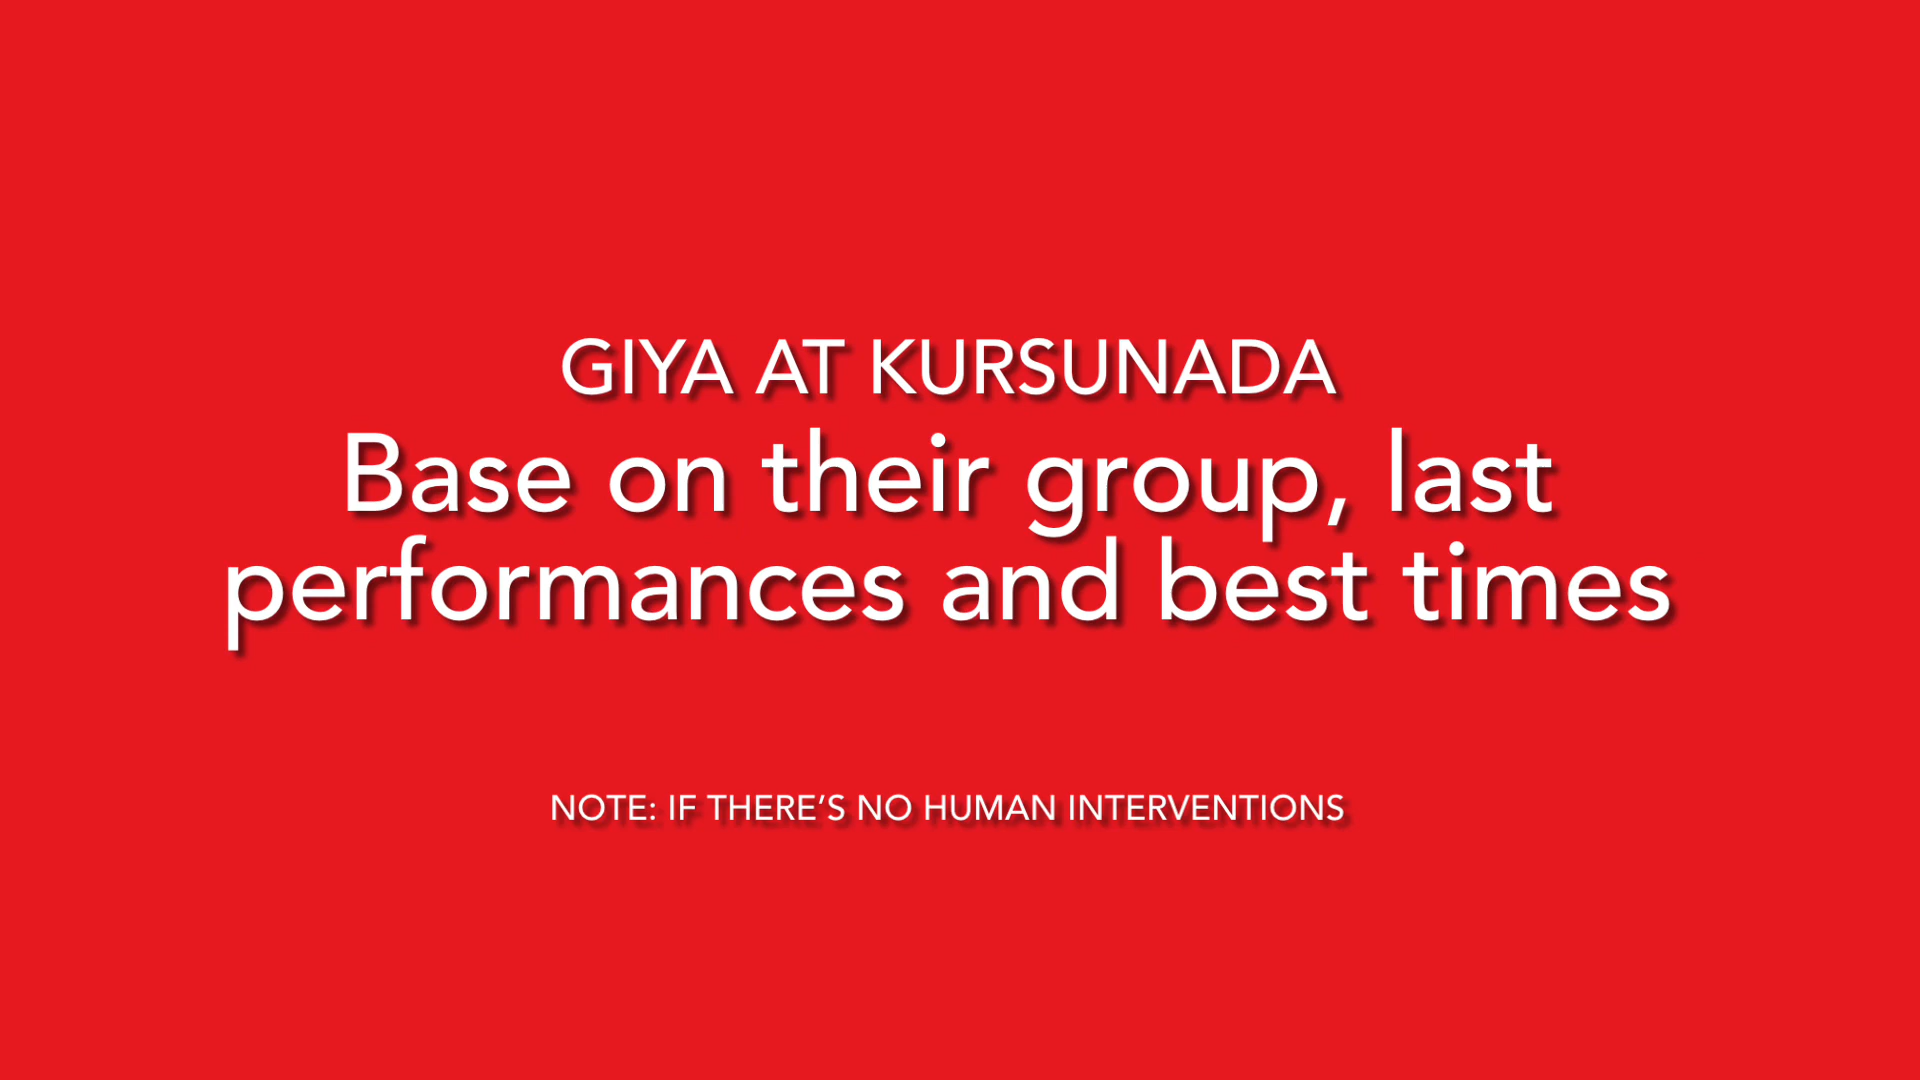 GIYA AT KURSUNADA
Base on their group, last
performances and best times
NOTE: IF THERE‘S NO HUMAN INTERVENTIONS